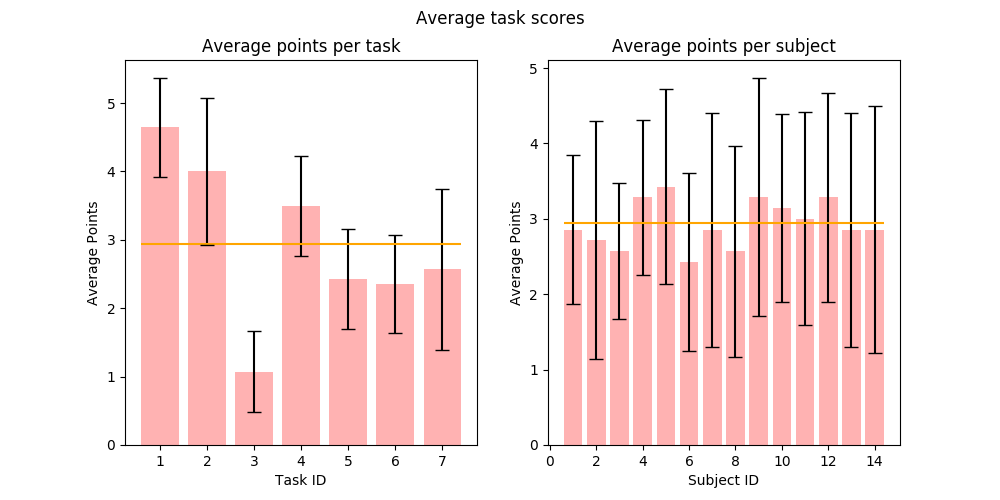 Average task scores
Average points per task
5
4
3
2
1
0
Average Points
1 2 3 4 5 6 7
Task ID
Average points per subject
5
4
3
2
1
0
Average Points
0 2 4 6 8 10 12 14
Subject ID